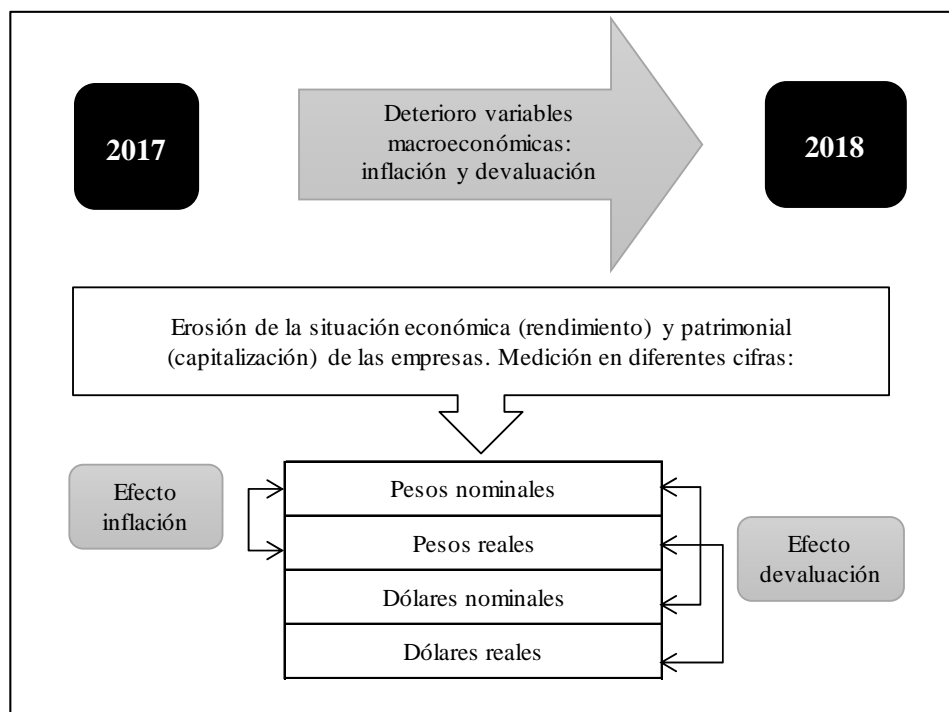 2017
Deterioro variables
macroeconómicas:
inflación y devaluación
2018
Erosión de la situación económica (rendimiento) y patrimonial
(capitalización) de las empresas. Medición en diferentes cifras:
Efecto
inflación
Pesos nominales
Pesos reales
Dólares nominales
Dólares reales
Efecto
devaluación